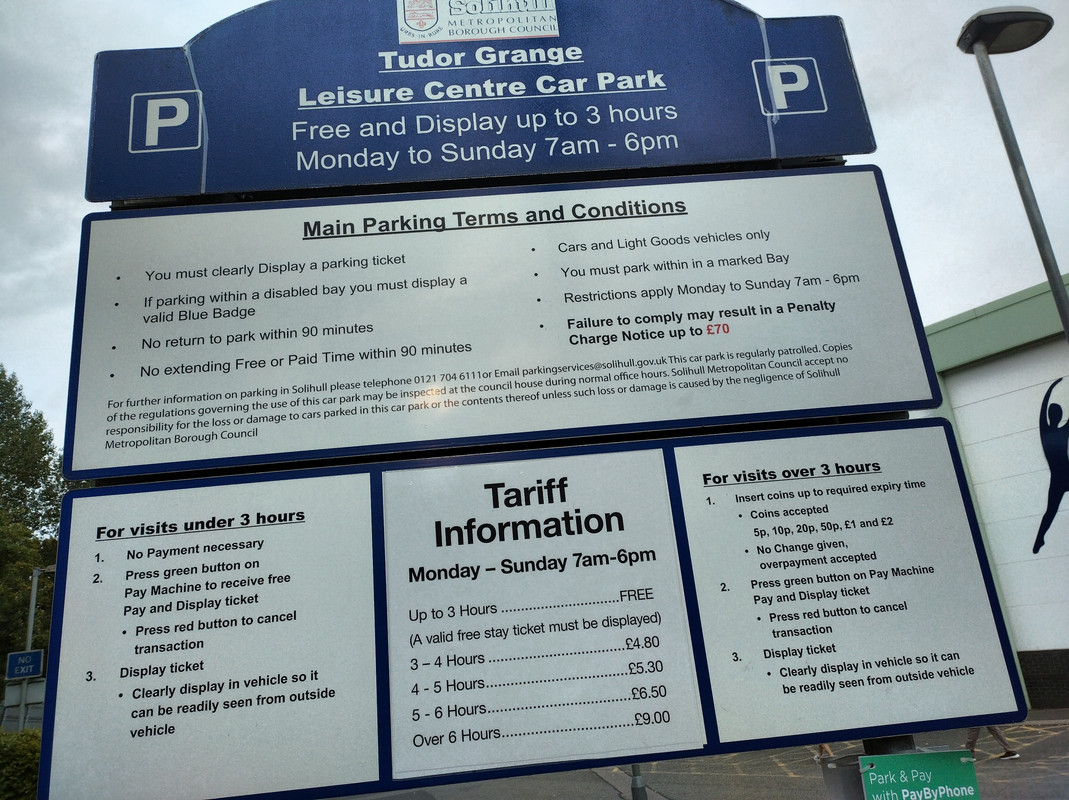 Solihull
METROPOLITAN
BOROUGH COUNCIL
URBS IN RURE
Tudor Grange
Leisure Centre Car Park
Free and Display up to 3 hours
Monday to Sunday 7am - 6pm
P
P
Main Parking Terms and Conditions
• You must clearly Display a parking ticket
• If parking within a disabled bay you must display a
valid Blue Badge
• No return to park within 90 minutes
• No extending Free or Paid Time within 90 minutes
• Cars and Light Goods vehicles only
• You must park within in a marked Bay
• Restrictions apply Monday to Sunday 7am - 6pm
• Failure to comply may result in a Penalty
Charge Notice up to £70
For further information on parking in Solihull please telephone 0121 704 6111or Email parkingservices@solihull.gov.uk This car park is regularly patrolled. Copies
of the regulations governing the use of this car park may be inspected at the council house during normal office hours. Solihull Metropolitan Council accept no
responsibility for the loss or damage to cars parked in this car park or the contents thereof unless such loss or damage is caused by the negligence of Solihull
Metropolitan Borough Council
For visits under 3 hours
1. No Payment necessary
2. Press green button on
Pay Machine to receive free
Pay and Display ticket
• Press red button to cancel
transaction
3. Display ticket
• Clearly display in vehicle so it
can be readily seen from outside
vehicle
Tariff
Information
Monday – Sunday 7am-6pm
Up to 3 Hours ..........................FREE
(A valid free stay ticket must be displayed)
3 – 4 Hours ....................................£4.80
4 - 5 Hours.....................................£5.30
5 - 6 Hours.....................................£6.50
Over 6 Hours..................................£9.00
For visits over 3 hours
1. Insert coins up to required expiry time
• Coins accepted
5p, 10p, 20p, 50p, £1 and £2
• No Change given,
overpayment accepted
2. Press green button on Pay Machine
Pay and Display ticket
• Press red button to cancel
transaction
3. Display ticket
• Clearly display in vehicle so it can
be readily seen from outside vehicle
NO
EXIT
Park & Pay
with PayByPhone